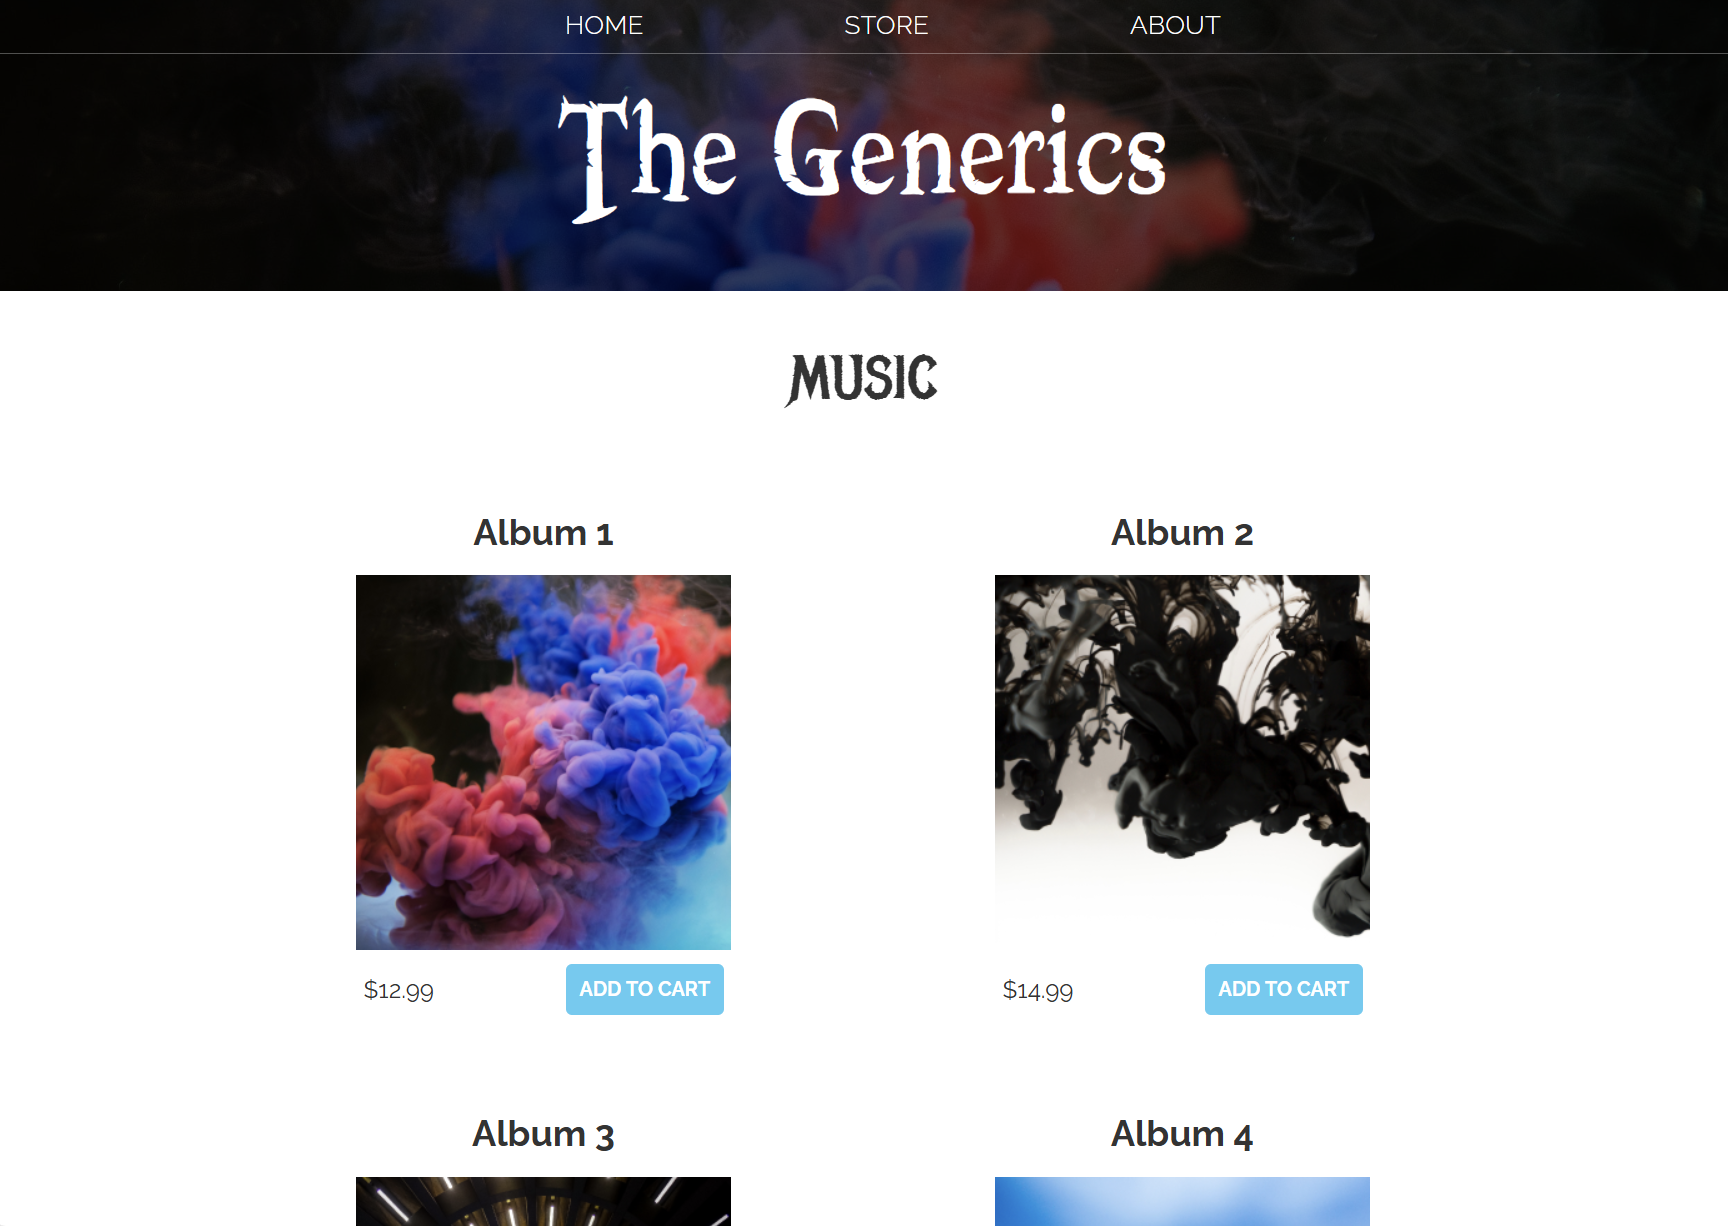 HOME STORE ABOUT
The Generics
MUSIC
Album 1 Album 2
$12.99 ADD TO CART $14.99 ADD TO CART
Album 3 Album 4